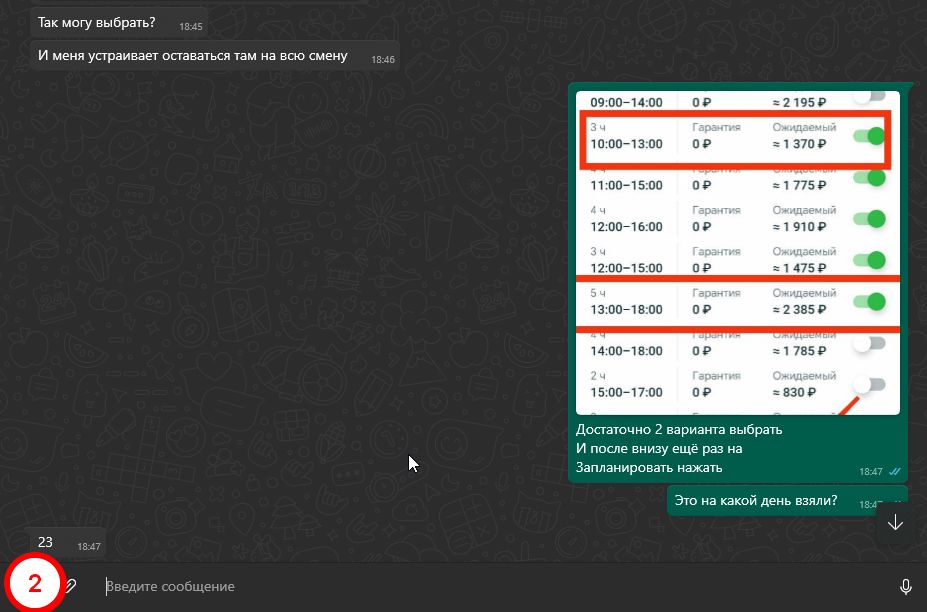 Так могу выбрать?
18:45
И меня устраивает оставаться там на всю смену
18:46
09:00–14:00 0 ₽ ≈ 2 195 ₽
3 ч Гарантия Ожидаемый
10:00–13:00 0 ₽ ≈ 1 370 ₽
4 ч Гарантия Ожидаемый
11:00–15:00 0 ₽ ≈ 1 775 ₽
4 ч Гарантия Ожидаемый
12:00–16:00 0 ₽ ≈ 1 910 ₽
3 ч Гарантия Ожидаемый
12:00–15:00 0 ₽ ≈ 1 475 ₽
5 ч Гарантия Ожидаемый
13:00–18:00 0 ₽ ≈ 2 385 ₽
4 ч Гарантия Ожидаемый
14:00–18:00 0 ₽ ≈ 1 785 ₽
2 ч Гарантия Ожидаемый
15:00–17:00 0 ₽ ≈ 830 ₽
Достаточно 2 варианта выбрать
И после внизу ещё раз на
Запланировать нажать
18:47
Это на какой день взяли?
18:47
23
18:47
2
Введите сообщение